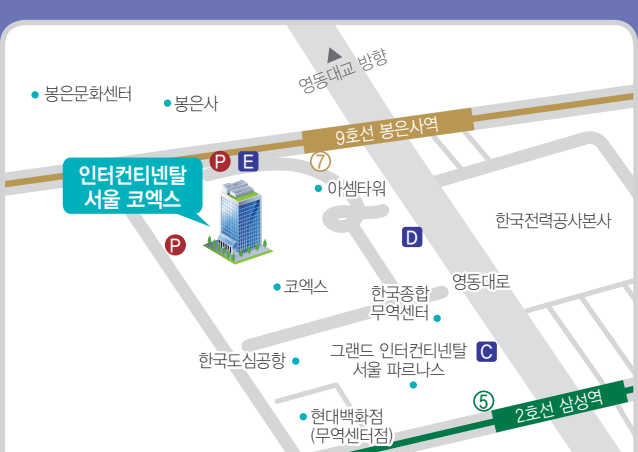 영동대교 방향
봉은문화센터
봉은사
9호선 봉은사역
P
E
⑦
인터컨티넨탈
서울 코엑스
아셈타워
한국전력공사본사
P
D
코엑스
한국종합
무역센터
영동대로
한국도심공항
그랜드 인터컨티넨탈
서울 파르나스
C
⑤
2호선 삼성역
현대백화점
(무역센터점)